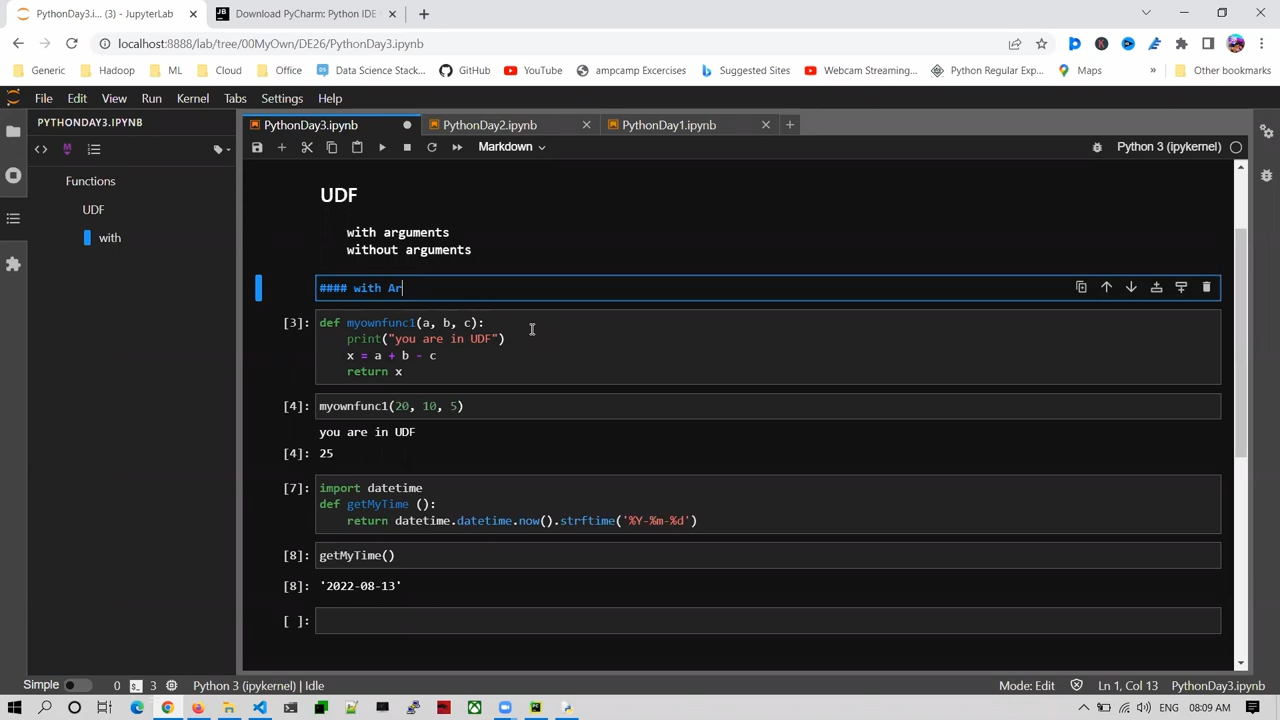 PythonDay3.i... (3) - JupyterLab
Download PyCharm: Python IDE
localhost:8888/lab/tree/00MyOwn/DE26/PythonDay3.ipynb
Generic Hadoop ML Cloud Office Data Science Stack... GitHub YouTube ampcamp Excercises Suggested Sites Webcam Streaming... Python Regular Exp... Maps » Other bookmarks
File Edit View Run Kernel Tabs Settings Help
PYTHONDAY3.IPYNB
Functions
UDF
with
PythonDay3.ipynb PythonDay2.ipynb PythonDay1.ipynb
Markdown Python 3 (ipykernel)
UDF
with arguments
without arguments
#### with Ar
[3]: def myownfunc1(a, b, c):
print("you are in UDF")
x = a + b - c
return x
[4]: myownfunc1(20, 10, 5)
you are in UDF
[4]: 25
[7]: import datetime
def getMyTime ():
return datetime.datetime.now().strftime('%Y-%m-%d')
[8]: getMyTime()
[8]: '2022-08-13'
[ ]:
Simple 0 3 Python 3 (ipykernel) | Idle Mode: Edit Ln 1, Col 13 PythonDay3.ipynb
ENG 08:09 AM